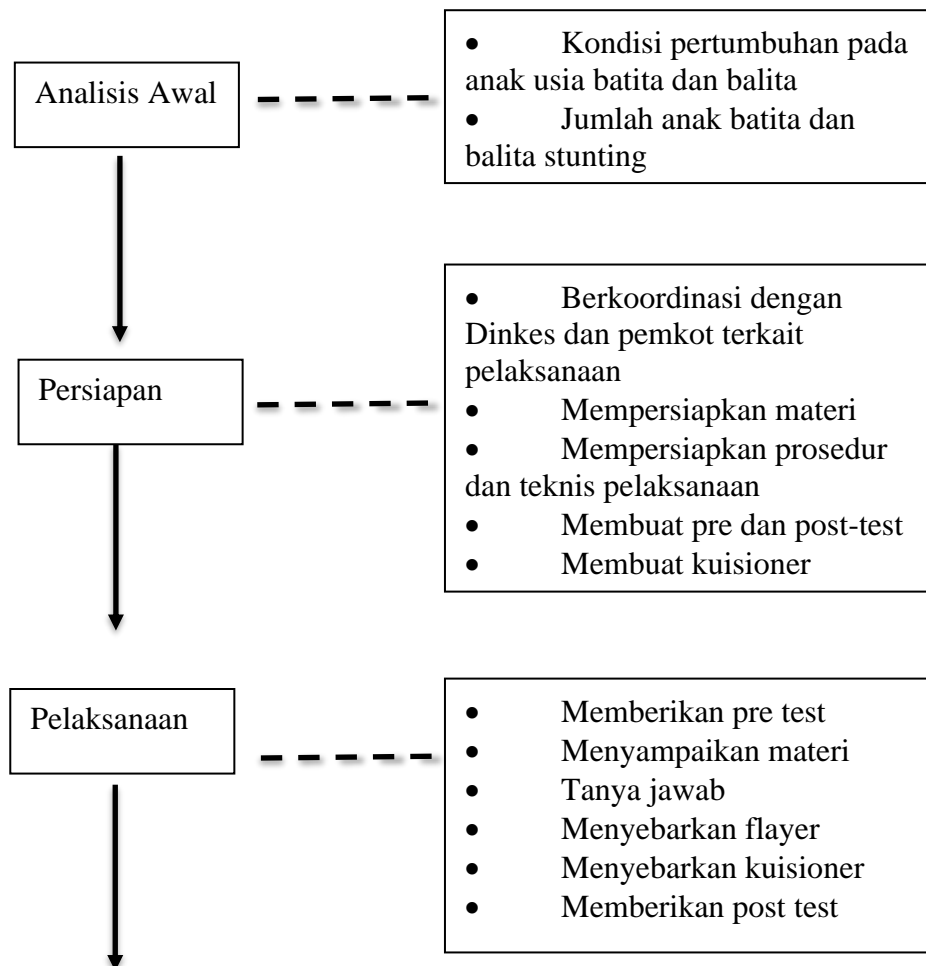 Analisis Awal
• Kondisi pertumbuhan pada
anak usia batita dan balita
• Jumlah anak batita dan
balita stunting
Persiapan
• Berkoordinasi dengan
Dinkes dan pemkot terkait
pelaksanaan
• Mempersiapkan materi
• Mempersiapkan prosedur
dan teknis pelaksanaan
• Membuat pre dan post-test
• Membuat kuisioner
Pelaksanaan
• Memberikan pre test
• Menyampaikan materi
• Tanya jawab
• Menyebarkan flayer
• Menyebarkan kuisioner
• Memberikan post test